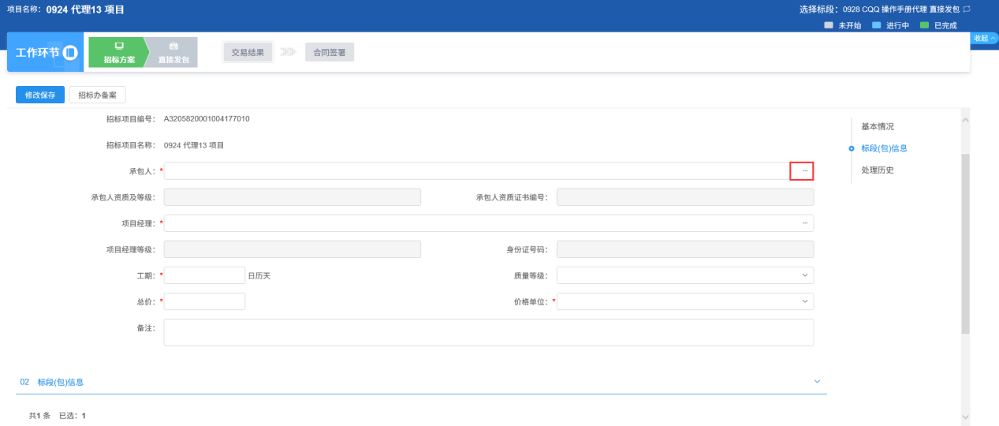 项目名称: 0924 代理13 项目
选择标段: 0928 CQQ 操作手册代理 直接发包
未开始 进行中 已完成
收起
工作环节
招标方案 直接发包 交易结果 合同签署
修改保存 招标办备案
招标项目编号: A3205820001004177010
招标项目名称: 0924 代理13 项目
承包人: * ...
承包人资质及等级: 承包人资质证书编号:
项目经理: * ...
项目经理等级: 身份证号码:
工期: * 日历天 质量等级:
总价: * 价格单位: *
备注:
基本情况
标段(包)信息
处理历史
02 标段(包)信息
共1 条 已选: 1